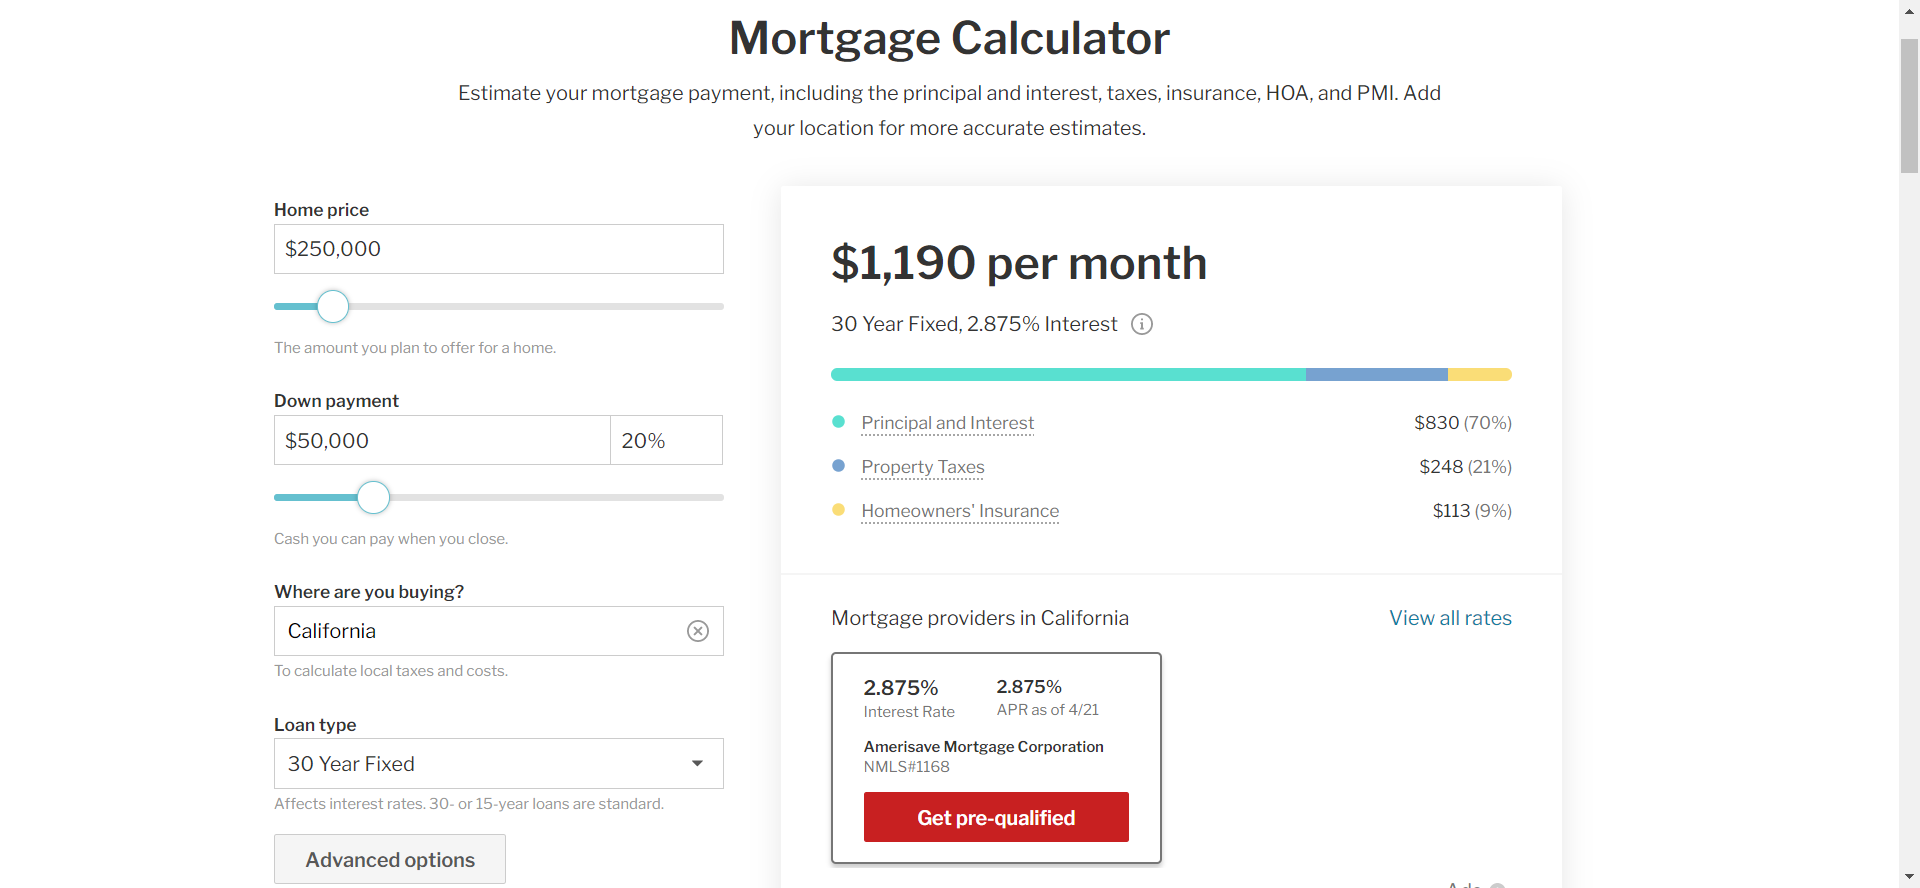 Mortgage Calculator
Estimate your mortgage payment, including the principal and interest, taxes, insurance, HOA, and PMI. Add
your location for more accurate estimates.
Home price
$250,000
The amount you plan to offer for a home.
Down payment
$50,000 20%
Cash you can pay when you close.
Where are you buying?
California
To calculate local taxes and costs.
Loan type
30 Year Fixed
Affects interest rates. 30- or 15-year loans are standard.
Advanced options
$1,190 per month
30 Year Fixed, 2.875% Interest
Principal and Interest $830 (70%)
Property Taxes $248 (21%)
Homeowners' Insurance $113 (9%)
Mortgage providers in California View all rates
2.875% 2.875%
Interest Rate APR as of 4/21
Amerisave Mortgage Corporation
NMLS#1168
Get pre-qualified